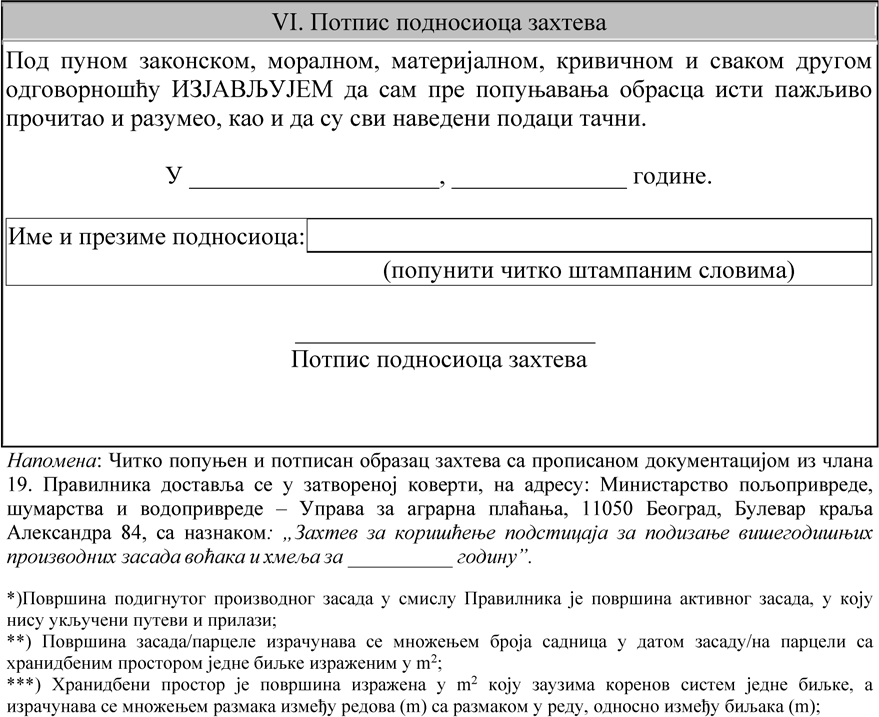 VI. Потпис подносиоца захтева
Под пуном законском, моралном, материјалном, кривичном и сваком другом
одговорношћу ИЗЈАВЉУЈЕМ да сам пре попуњавања обрасца исти пажљиво
прочитао и разумео, као и да су сви наведени подаци тачни.
У ____________________, ______________ године.
Име и презиме подносиоца:
(попунити читко штампаним словима)
________________________
Потпис подносиоца захтева
Напомена: Читко попуњен и потписан образац захтева са прописаном документацијом из члана
19. Правилника доставља се у затвореној коверти, на адресу: Министарство пољопривреде,
шумарства и водопривреде – Управа за аграрна плаћања, 11050 Београд, Булевар краља
Александра 84, са назнаком: „Захтев за коришћење подстицаја за подизање вишегодишњих
производних засада воћака и хмеља за ___________ годину”.
*)Површина подигнутог производног засада у смислу Правилника је површина активног засада, у коју
нису укључени путеви и прилази;
**) Површина засада/парцеле израчунава се множењем броја садница у датом засаду/на парцели са
хранидбеним простором једне биљке израженим у m²;
***) Хранидбени простор је површина изражена у m² коју заузима коренов систем једне биљке, а
израчунава се множењем размака између редова (m) са размаком у реду, односно између биљака (m);